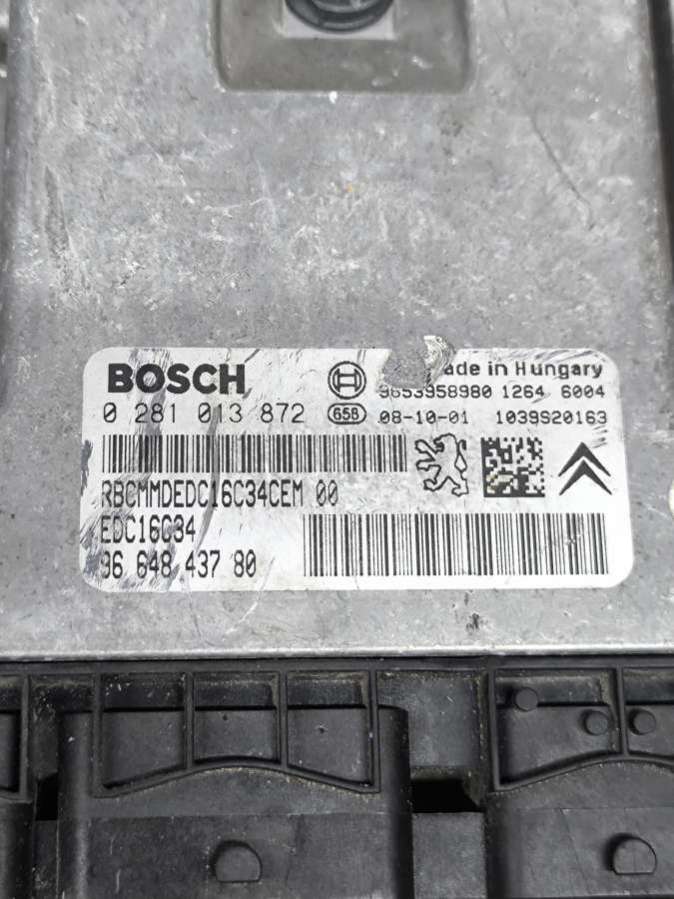 BOSCH
ade in Hungary
9653958980 1264 6004
0 281 013 872
658 08-10-01 1039S20163
RBCMMDEDC16C34CEM 00
EDC16C34
96 648 437 80